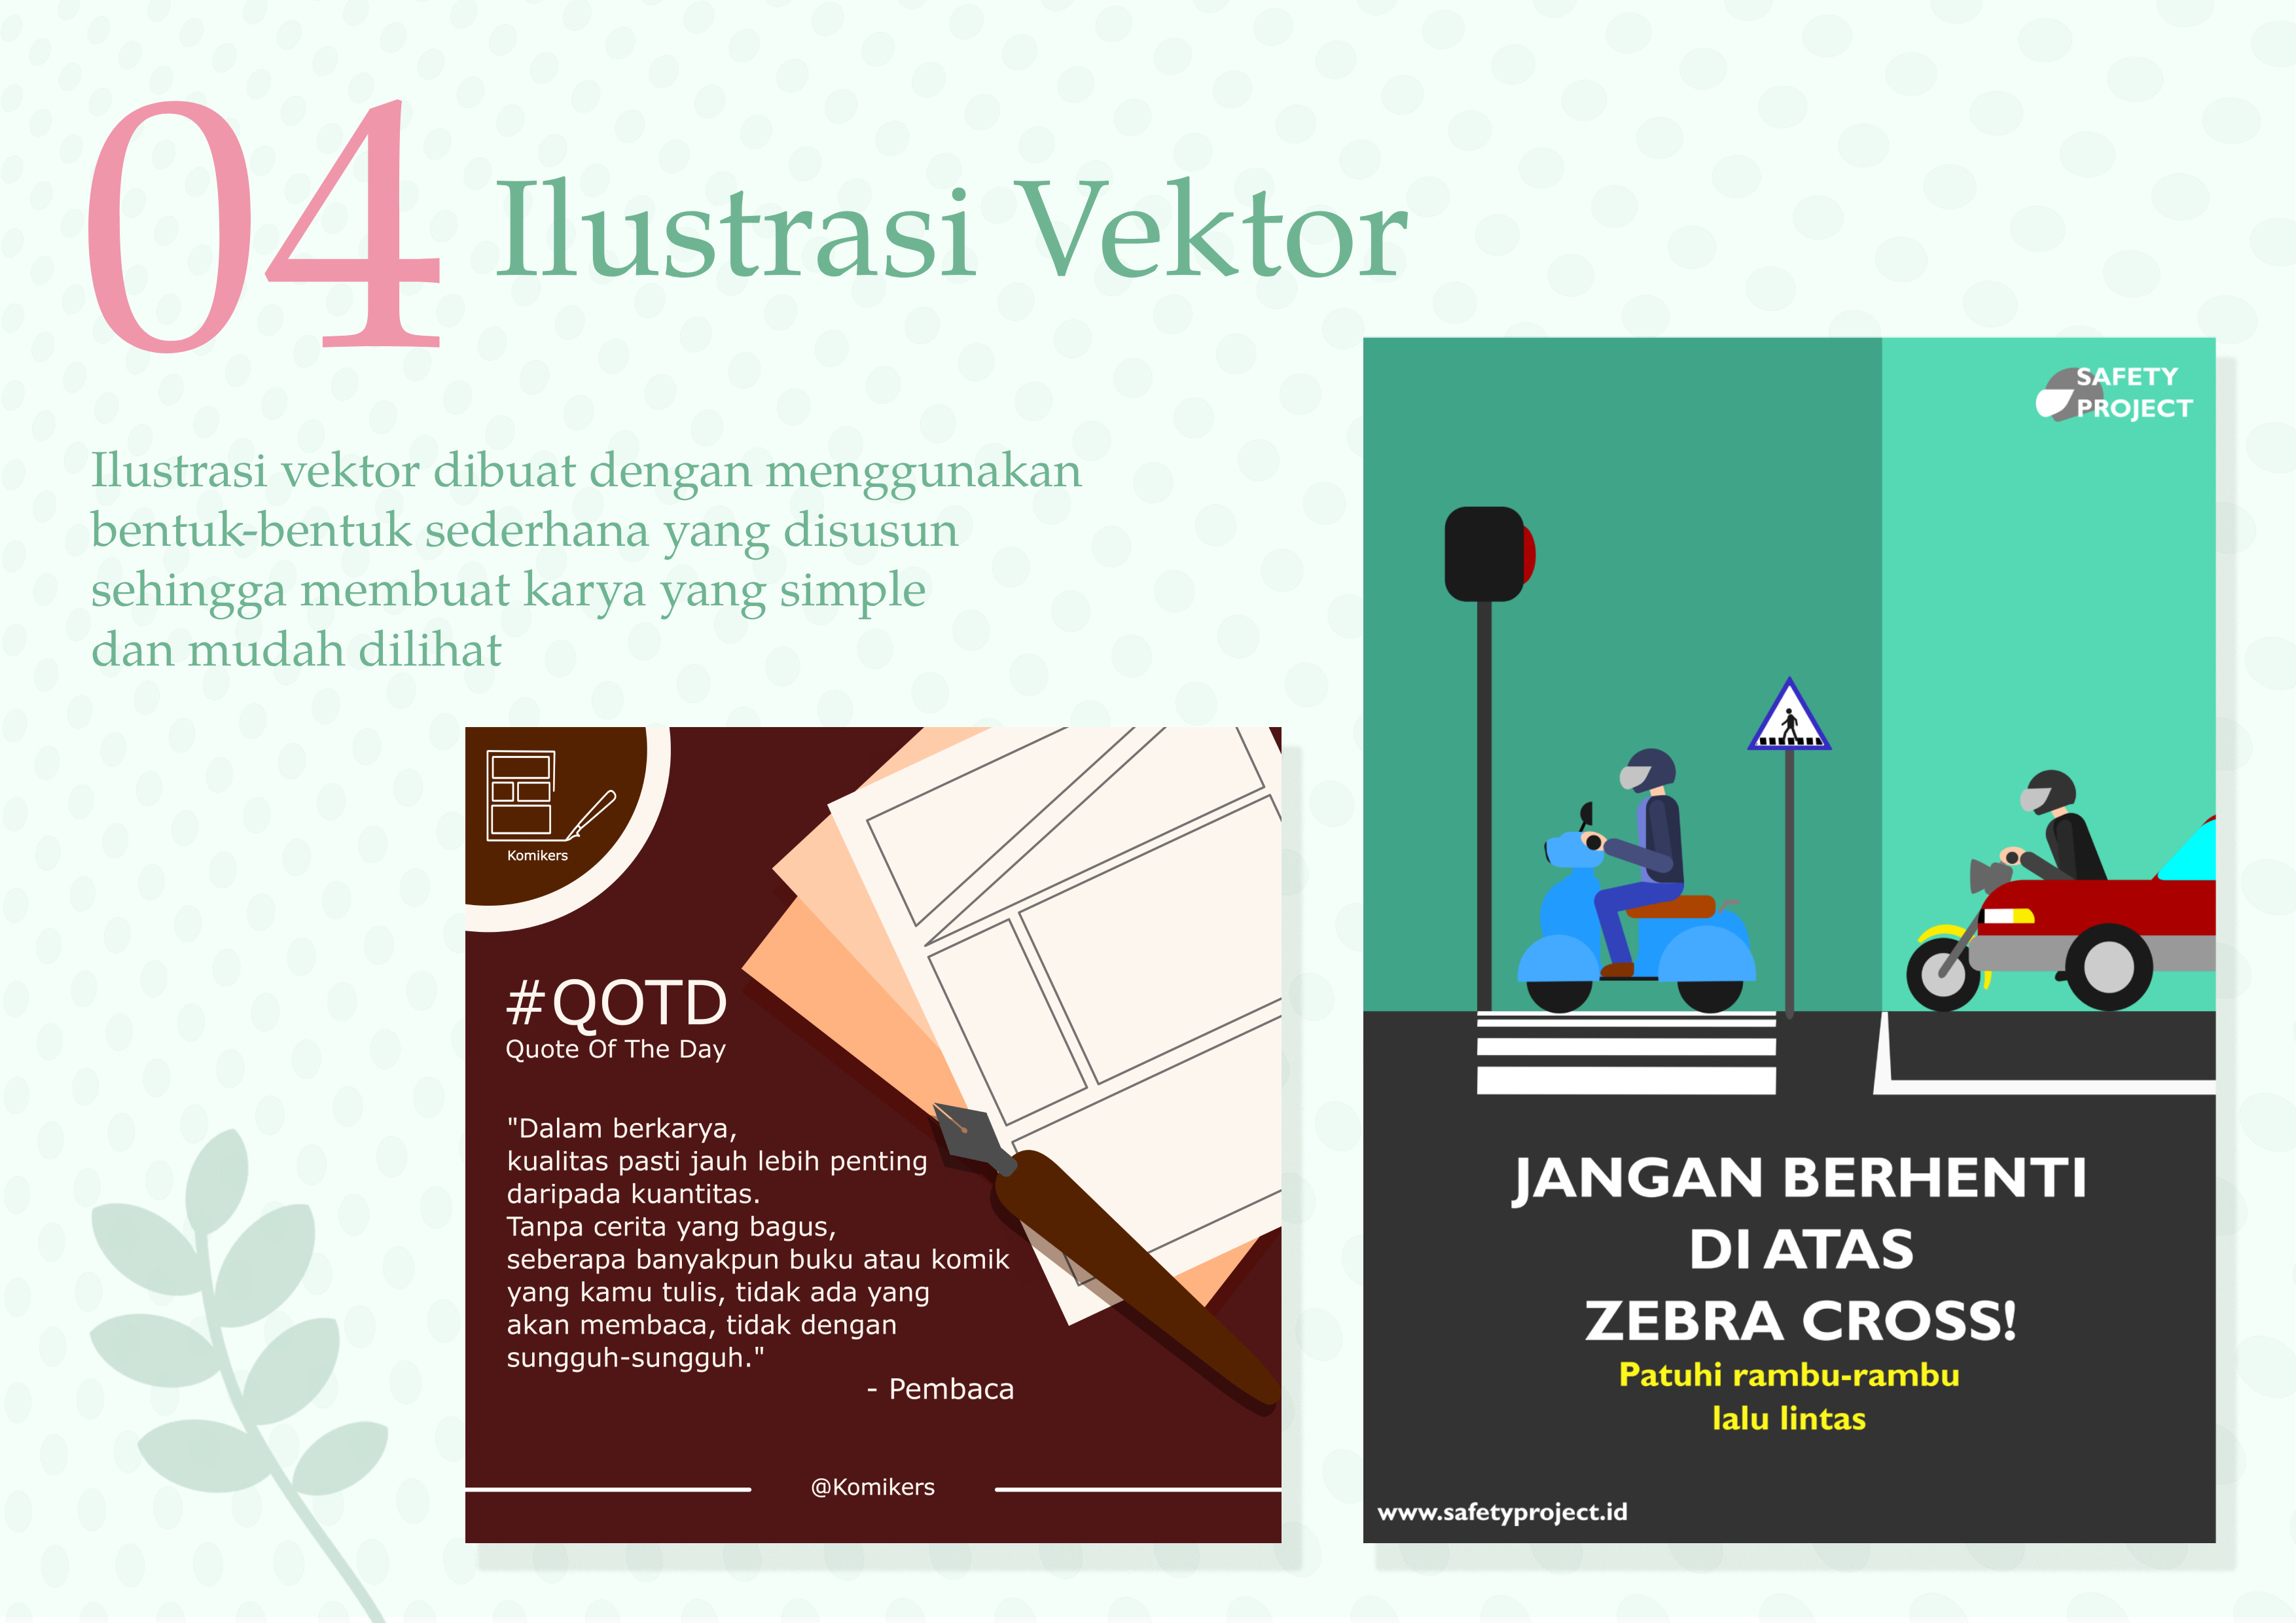 04
Ilustrasi Vektor
Ilustrasi vektor dibuat dengan menggunakan
bentuk-bentuk sederhana yang disusun
sehingga membuat karya yang simple
dan mudah dilihat
Komikers
#QOTD
Quote Of The Day
"Dalam berkarya,
kualitas pasti jauh lebih penting
daripada kuantitas.
Tanpa cerita yang bagus,
seberapa banyakpun buku atau komik
yang kamu tulis, tidak ada yang
akan membaca, tidak dengan
sungguh-sungguh."
- Pembaca
@Komikers
SAFETY
PROJECT
JANGAN BERHENTI
DI ATAS
ZEBRA CROSS!
Patuhi rambu-rambu
lalu lintas
www.safetyproject.id